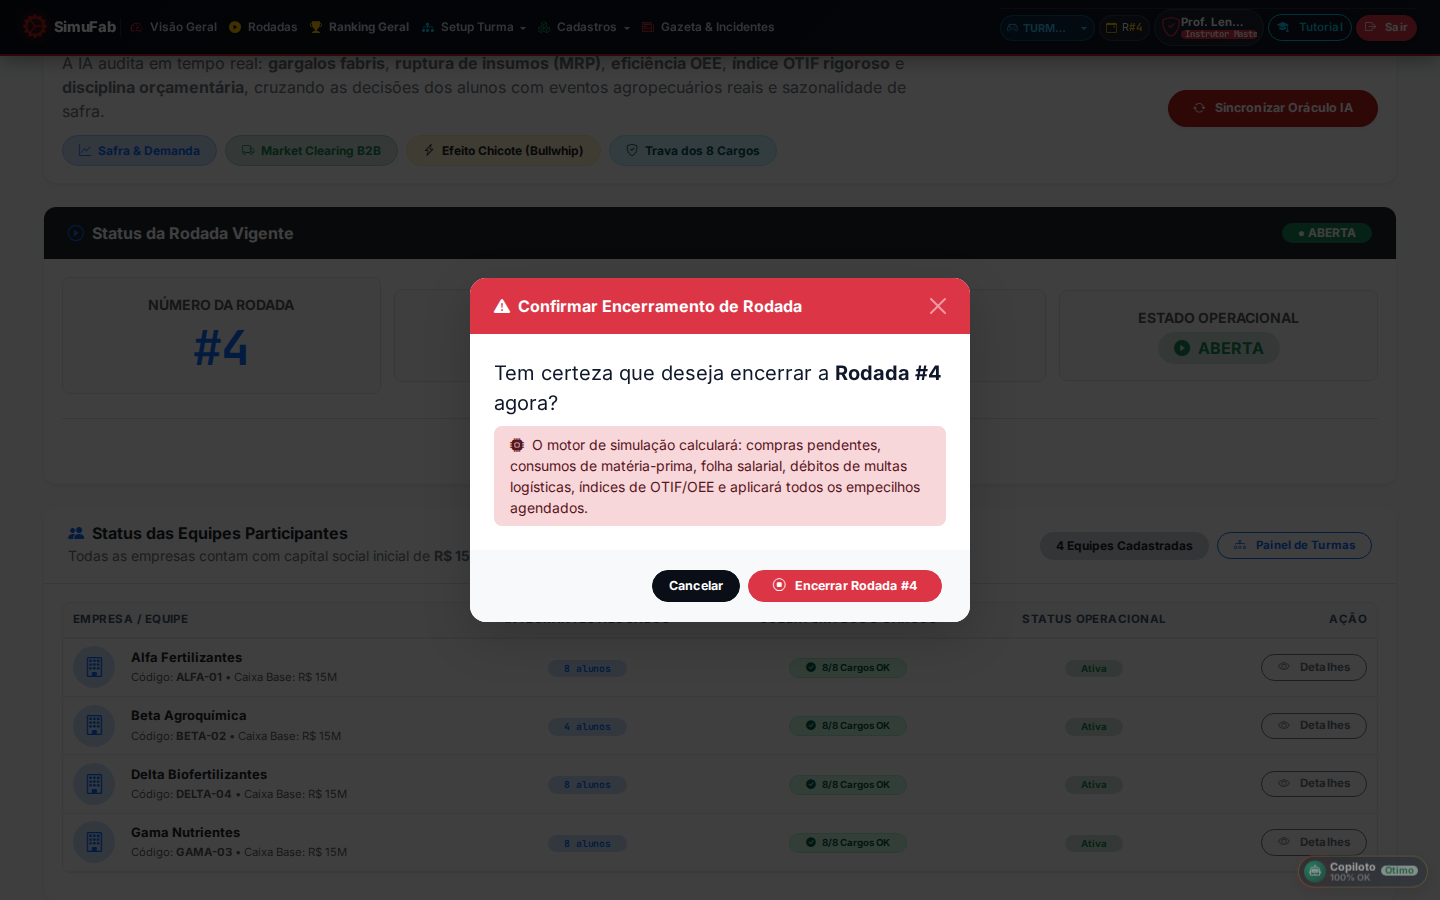 SimuFab
Visão Geral
Rodadas
Ranking Geral
Setup Turma
Cadastros
Gazeta & Incidentes
TURM...
R#4
Prof. Len...
Instrutor Maste
Tutorial
Sair
A IA audita em tempo real: gargalos fabris, ruptura de insumos (MRP), eficiência OEE, índice OTIF rigoroso e
disciplina orçamentária, cruzando as decisões dos alunos com eventos agropecuários reais e sazonalidade de
safra.
Sincronizar Oráculo IA
Safra & Demanda
Market Clearing B2B
Efeito Chicote (Bullwhip)
Trava dos 8 Cargos
Status da Rodada Vigente
● ABERTA
NÚMERO DA RODADA
#4
ESTADO OPERACIONAL
ABERTA
Confirmar Encerramento de Rodada
Tem certeza que deseja encerrar a Rodada #4
agora?
O motor de simulação calculará: compras pendentes,
consumos de matéria-prima, folha salarial, débitos de multas
logísticas, índices de OTIF/OEE e aplicará todos os empecilhos
agendados.
Cancelar
Encerrar Rodada #4
Status das Equipes Participantes
Todas as empresas contam com capital social inicial de R$ 15
4 Equipes Cadastradas
Painel de Turmas
EMPRESA / EQUIPE
STATUS OPERACIONAL
AÇÃO
Alfa Fertilizantes
Código: ALFA-01 • Caixa Base: R$ 15M
8 alunos
8/8 Cargos OK
Ativa
Detalhes
Beta Agroquímica
Código: BETA-02 • Caixa Base: R$ 15M
4 alunos
8/8 Cargos OK
Ativa
Detalhes
Delta Biofertilizantes
Código: DELTA-04 • Caixa Base: R$ 15M
8 alunos
8/8 Cargos OK
Ativa
Detalhes
Gama Nutrientes
Código: GAMA-03 • Caixa Base: R$ 15M
8 alunos
8/8 Cargos OK
Ativa
Detalhes
Copiloto
100% OK
Ótimo